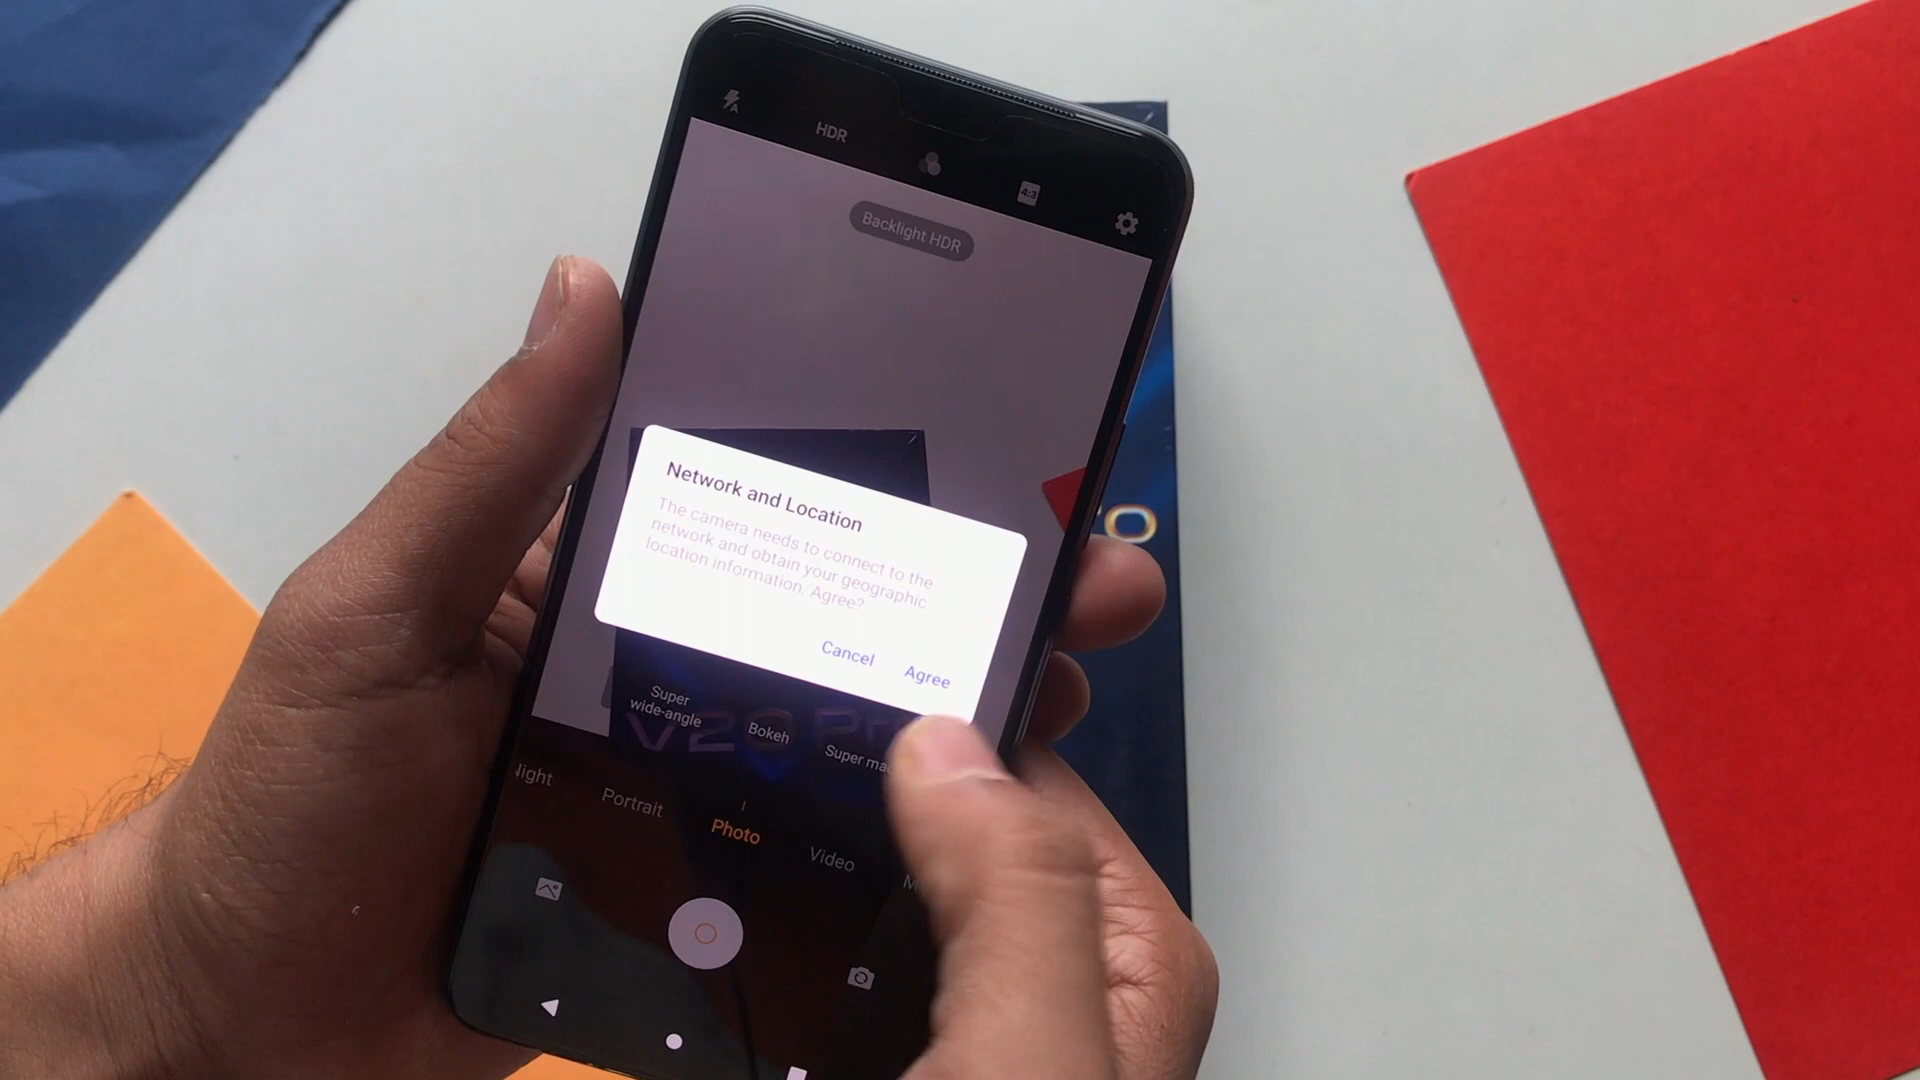 HDR
4:3
Backlight HDR
Network and Location
The camera needs to connect to the
network and obtain your geographic
location information. Agree?
Cancel
Agree
Super
wide-angle
Bokeh
Super
Portrait
Photo
Video